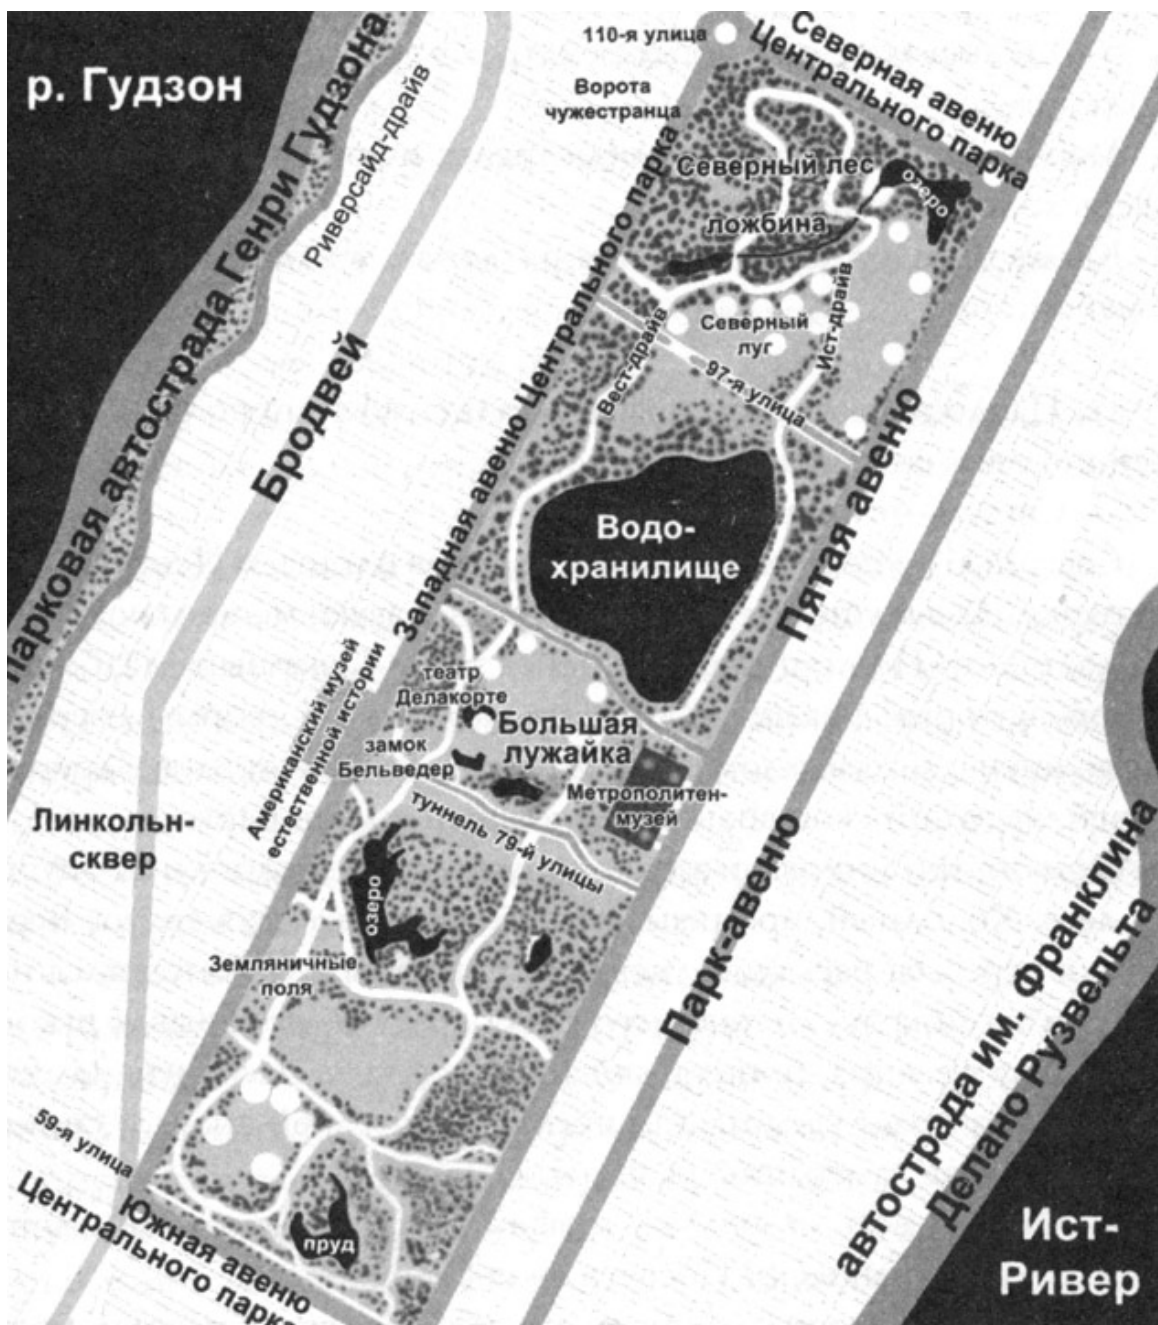 110-я улица
Северная авеню
Центрального парка
р. Гудзон
Парковая автострада Генри Гудзона
Риверсайд-драйв
Ворота
чужестранца
Северный лес
озеро
ложбина
Западная авеню Центрального парка
Северный
луг
Вест-драйв
Ист-драйв
97-я улица
Бродвей
Пятая авеню
Водо-
хранилище
Американский музей
естественной истории
театр
Делакорте
Большая
лужайка
замок
Бельведер
Метрополитен-
музей
туннель 79-й улицы
Линкольн-
сквер
озеро
Парк-авеню
Земляничные
поля
автострада им. Франклина
Делано Рузвельта
59-я улица
Южная авеню
Центрального парка
пруд
Ист-
Ривер